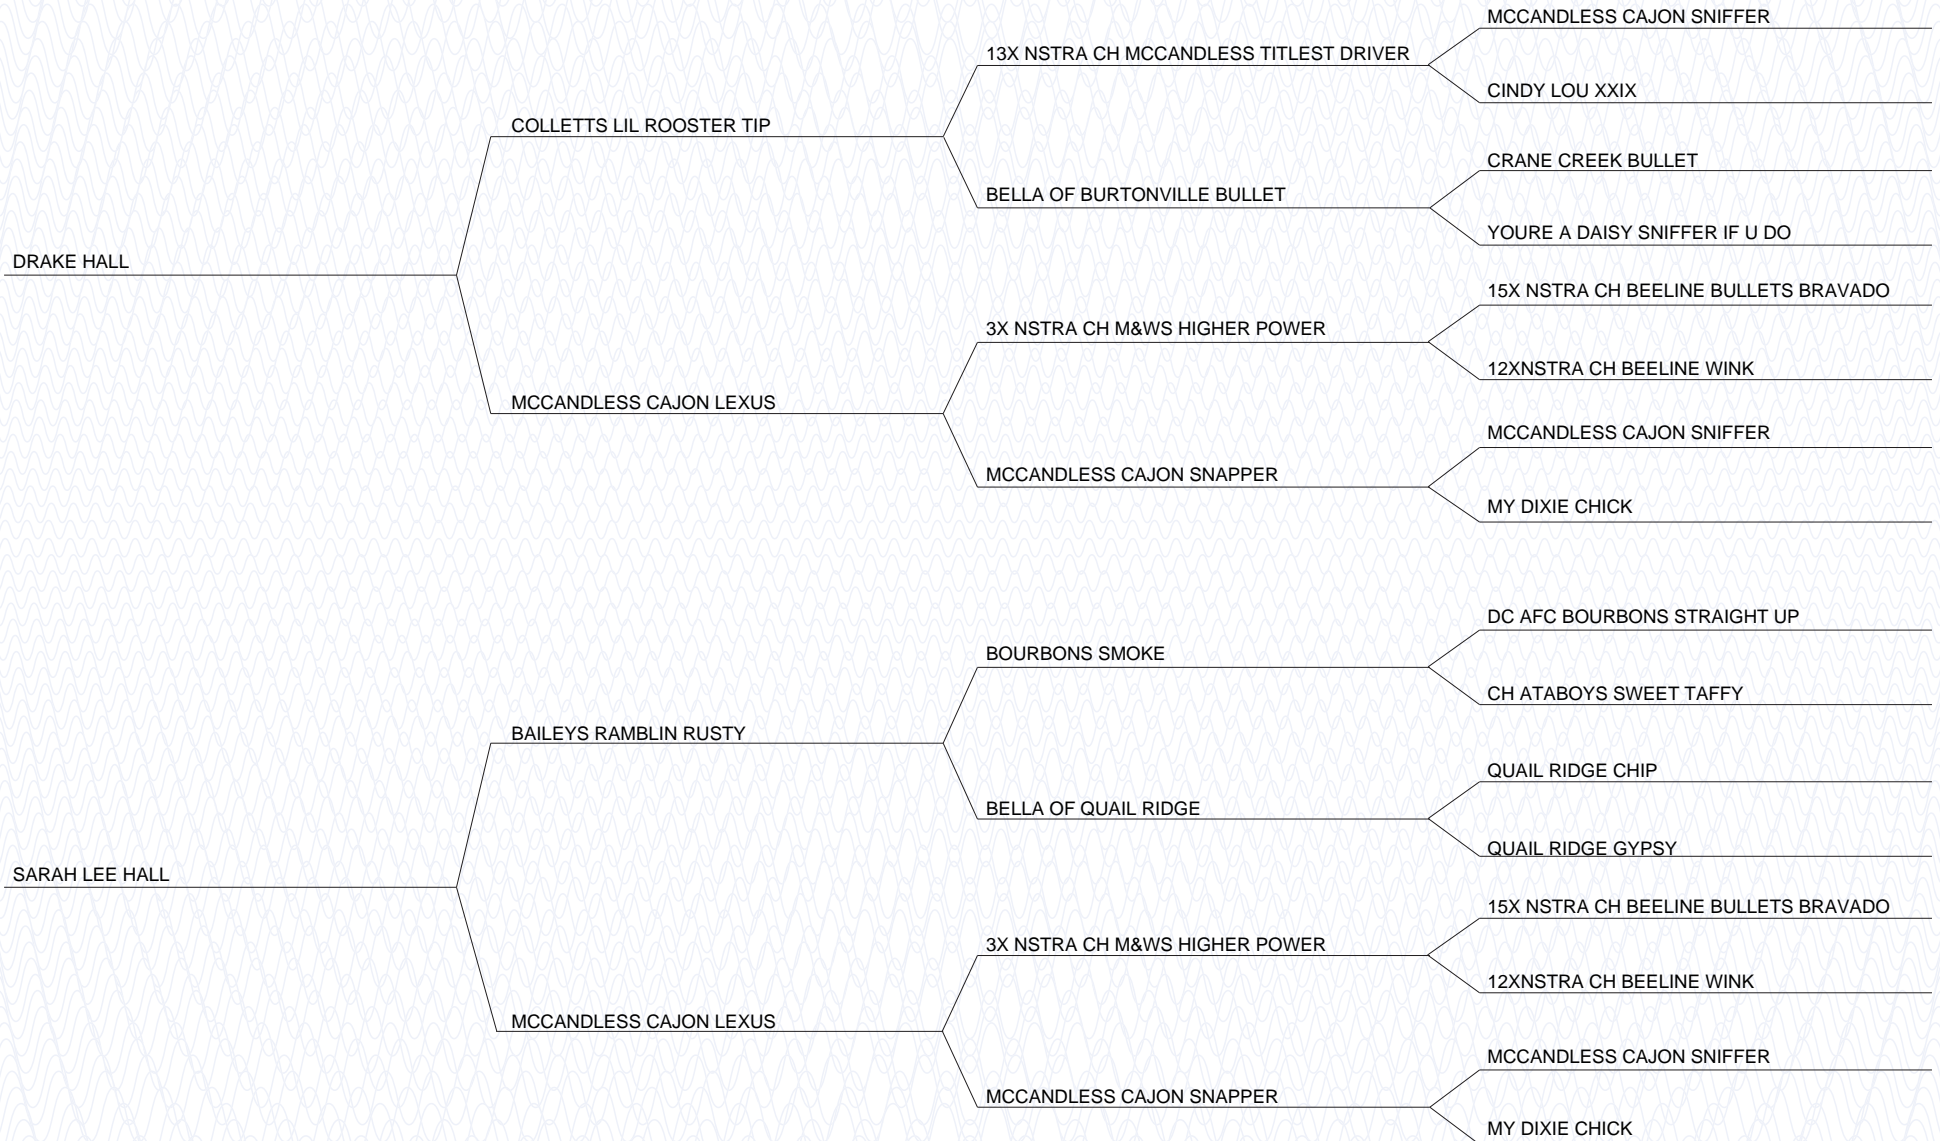 MCCANDLESS CAJON SNIFFER
13X NSTRA CH MCCANDLESS TITLEST DRIVER
CINDY LOU XXIX
COLLETTS LIL ROOSTER TIP
CRANE CREEK BULLET
BELLA OF BURTONVILLE BULLET
YOURE A DAISY SNIFFER IF U DO
DRAKE HALL
15X NSTRA CH BEELINE BULLETS BRAVADO
3X NSTRA CH M&WS HIGHER POWER
12XNSTRA CH BEELINE WINK
MCCANDLESS CAJON LEXUS
MCCANDLESS CAJON SNIFFER
MCCANDLESS CAJON SNAPPER
MY DIXIE CHICK
DC AFC BOURBONS STRAIGHT UP
BOURBONS SMOKE
CH ATABOYS SWEET TAFFY
BAILEYS RAMBLIN RUSTY
QUAIL RIDGE CHIP
BELLA OF QUAIL RIDGE
QUAIL RIDGE GYPSY
SARAH LEE HALL
15X NSTRA CH BEELINE BULLETS BRAVADO
3X NSTRA CH M&WS HIGHER POWER
12XNSTRA CH BEELINE WINK
MCCANDLESS CAJON LEXUS
MCCANDLESS CAJON SNIFFER
MCCANDLESS CAJON SNAPPER
MY DIXIE CHICK